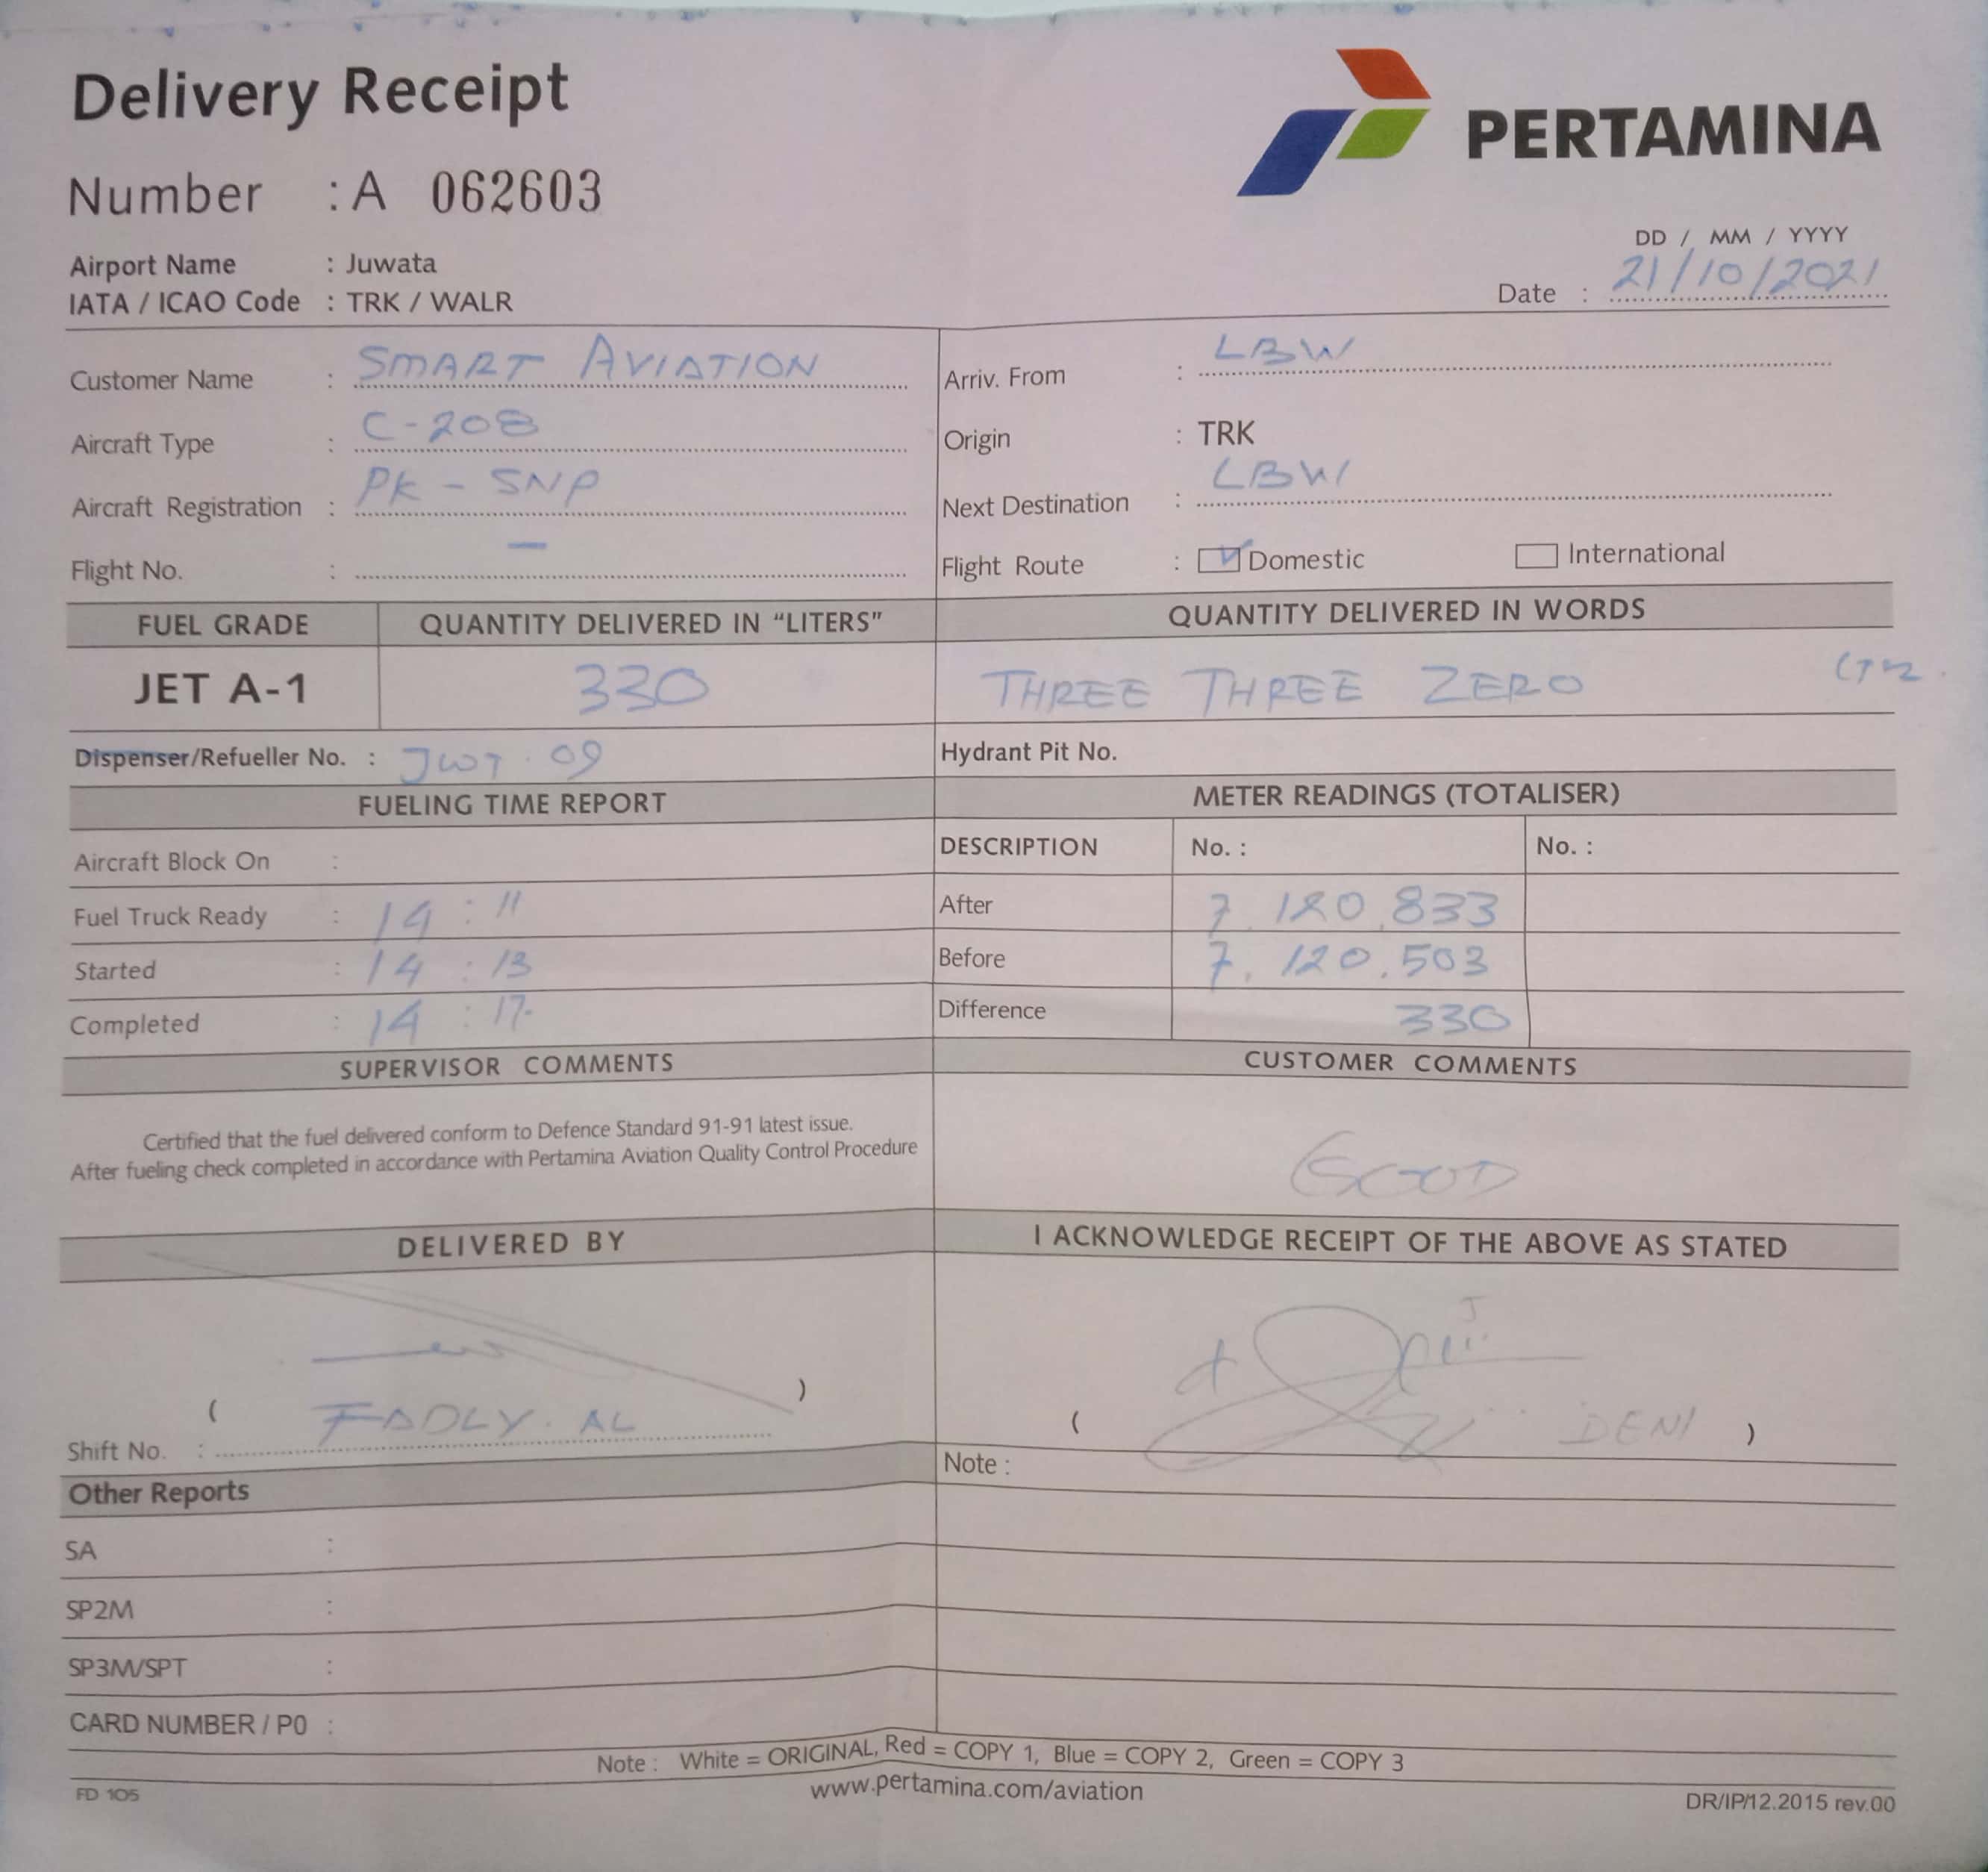 Delivery Receipt
PERTAMINA
Number : A 062603
Airport Name : Juwata
IATA / ICAO Code : TRK / WALR
DD / MM / YYYY
Date : 21/10/2021
Customer Name : SMART AVIATION
Arriv. From : LBW
Aircraft Type : C-208
Origin : TRK
Aircraft Registration : PK - SNP
Next Destination : LBW
Flight No. : —
Flight Route : Domestic International
FUEL GRADE QUANTITY DELIVERED IN "LITERS" QUANTITY DELIVERED IN WORDS
JET A-1 330 THREE THREE ZERO
Dispenser/Refueller No. : JWT. 09 Hydrant Pit No.
FUELING TIME REPORT METER READINGS (TOTALISER)
Aircraft Block On : DESCRIPTION No. : No. :
Fuel Truck Ready : 14 : 11 After 7.120.833
Started : 14 : 13 Before 7.120.503
Completed : 14 : 17. Difference 330
SUPERVISOR COMMENTS CUSTOMER COMMENTS
Certified that the fuel delivered conform to Defence Standard 91-91 latest issue.
After fueling check completed in accordance with Pertamina Aviation Quality Control Procedure
GOOD
DELIVERED BY I ACKNOWLEDGE RECEIPT OF THE ABOVE AS STATED
( FADLY. AL )
( DENI )
Shift No. :
Note :
Other Reports
SA :
SP2M :
SP3M/SPT :
CARD NUMBER / PO :
Note : White = ORIGINAL, Red = COPY 1, Blue = COPY 2, Green = COPY 3
www.pertamina.com/aviation
FD 105
DR/IP/12.2015 rev.00